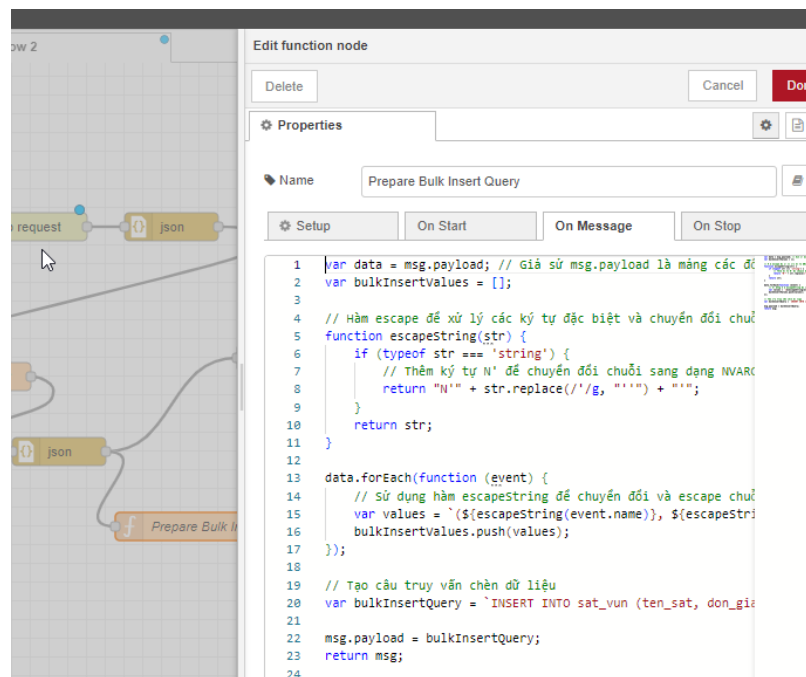 ow 2
Edit function node
Delete
Cancel
Don
Properties
Name
Prepare Bulk Insert Query
Setup
On Start
On Message
On Stop
request
json
json
Prepare Bulk I
1 var data = msg.payload; // Giả sử msg.payload là mảng các đố
2 var bulkInsertValues = [];
3
4 // Hàm escape để xử lý các ký tự đặc biệt và chuyển đổi chuỗ
5 function escapeString(str) {
6 if (typeof str === 'string') {
7 // Thêm ký tự N' để chuyển đổi chuỗi sang dạng NVARC
8 return "N'" + str.replace(/'/g, "''") + "'";
9 }
10 return str;
11 }
12
13 data.forEach(function (event) {
14 // Sử dụng hàm escapeString để chuyển đổi và escape chuỗ
15 var values = `(${escapeString(event.name)}, ${escapeStri
16 bulkInsertValues.push(values);
17 });
18
19 // Tạo câu truy vấn chèn dữ liệu
20 var bulkInsertQuery = `INSERT INTO sat_vun (ten_sat, don_gia
21
22 msg.payload = bulkInsertQuery;
23 return msg;
24